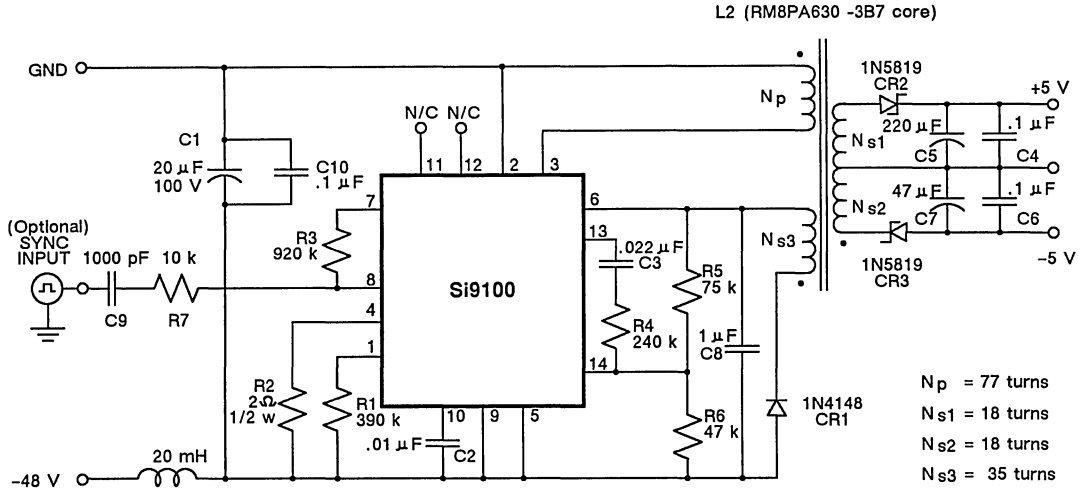 L2 (RM8PA630 -3B7 core)
GND
N/C N/C
Np
1N5819
CR2
+5 V
C1
20 µF
100 V
C10
.1 µF
11 12 2 3
220 µF
C5
Ns1
.1 µF
C4
7
6
47 µF
C7
Ns2
.1 µF
C6
(Optional)
SYNC
INPUT
1000 pF
C9
10 k
R7
R3
920 k
13
.022 µF
C3
Ns3
1N5819
CR3
-5 V
8
Si9100
R5
75 k
4
R4
240 k
1 µF
C8
1
14
R2
2Ω
1/2 w
R1
390 k
10 9 5
.01 µF
C2
R6
47 k
1N4148
CR1
Np = 77 turns
Ns1 = 18 turns
Ns2 = 18 turns
Ns3 = 35 turns
-48 V
20 mH